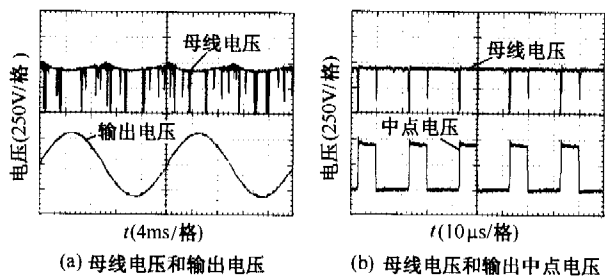 母线电压
电压(250V/格)
输出电压
t(4ms/格)
(a) 母线电压和输出电压
母线电压
电压(250V/格)
中点电压
t(10μs/格)
(b) 母线电压和输出中点电压